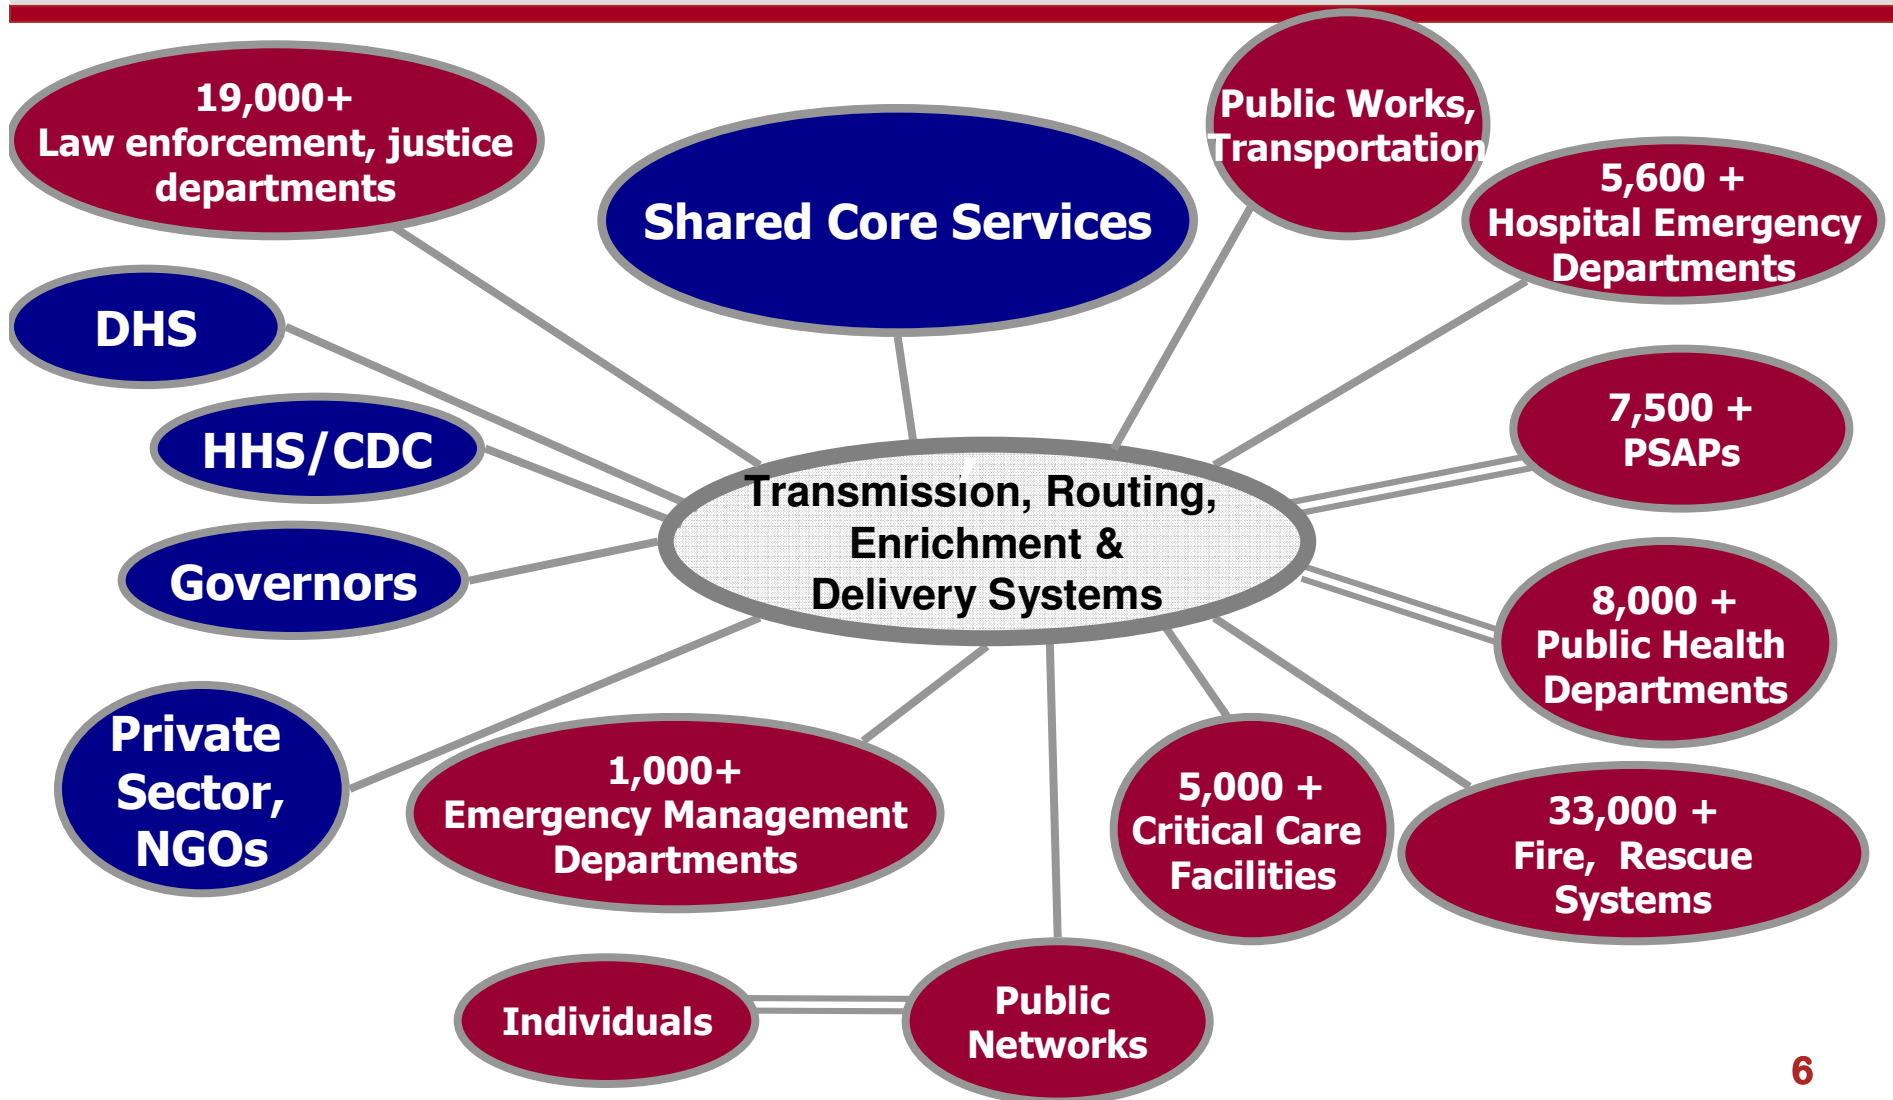 19,000+
Law enforcement, justice
departments
Shared Core Services
Public Works,
Transportation
5,600 +
Hospital Emergency
Departments
DHS
HHS/CDC
Governors
Transmission, Routing,
Enrichment &
Delivery Systems
7,500 +
PSAPs
8,000 +
Public Health
Departments
Private
Sector,
NGOs
1,000+
Emergency Management
Departments
5,000 +
Critical Care
Facilities
33,000 +
Fire, Rescue
Systems
Individuals
Public
Networks
6